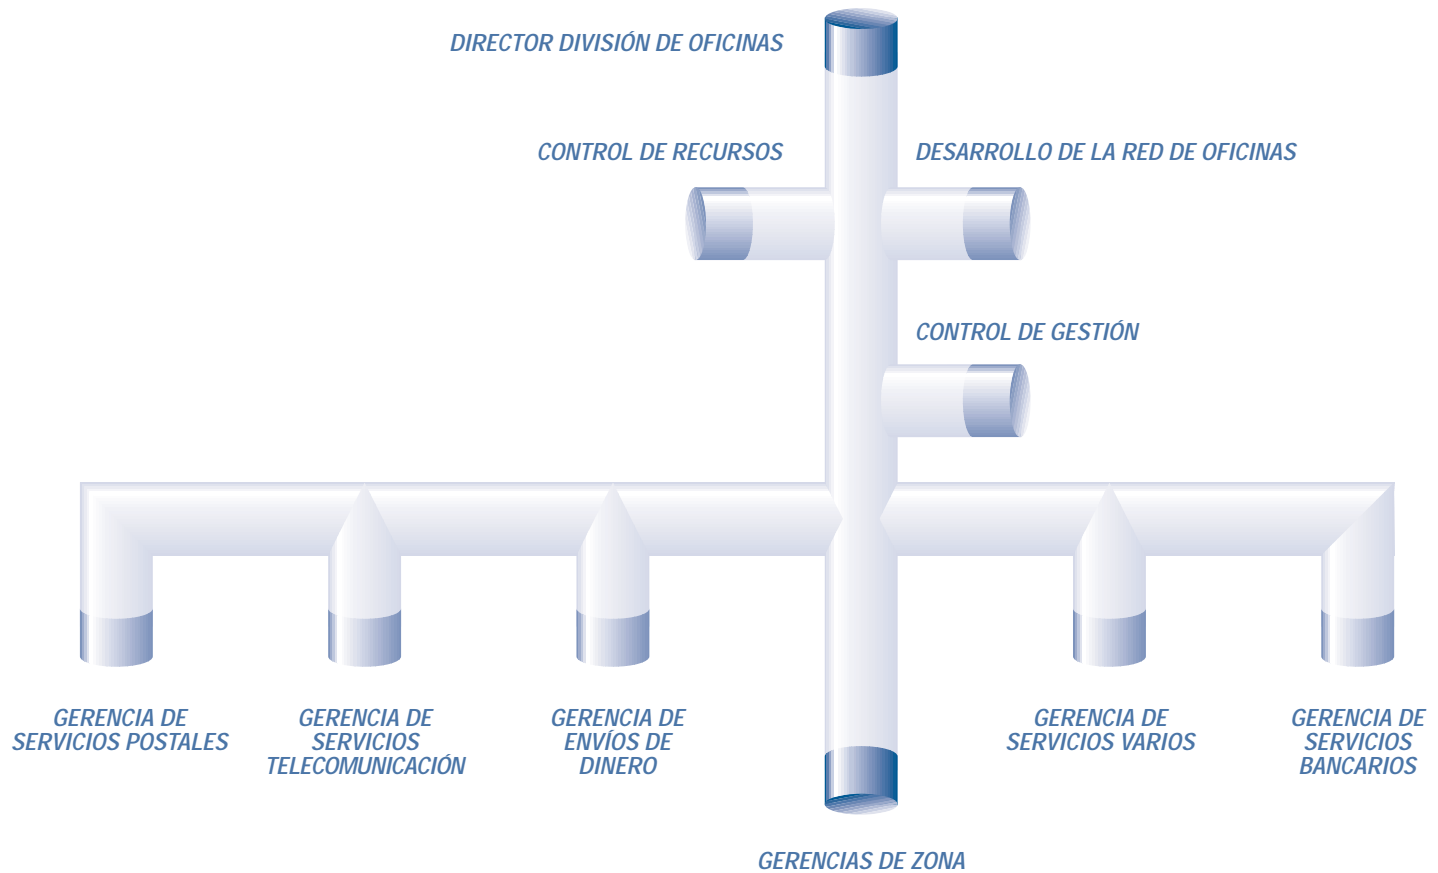 DIRECTOR DIVISIÓN DE OFICINAS
CONTROL DE RECURSOS
DESARROLLO DE LA RED DE OFICINAS
CONTROL DE GESTIÓN
GERENCIA DE
SERVICIOS POSTALES
GERENCIA DE
SERVICIOS
TELECOMUNICACIÓN
GERENCIA DE
ENVÍOS DE
DINERO
GERENCIA DE
SERVICIOS VARIOS
GERENCIA DE
SERVICIOS
BANCARIOS
GERENCIAS DE ZONA